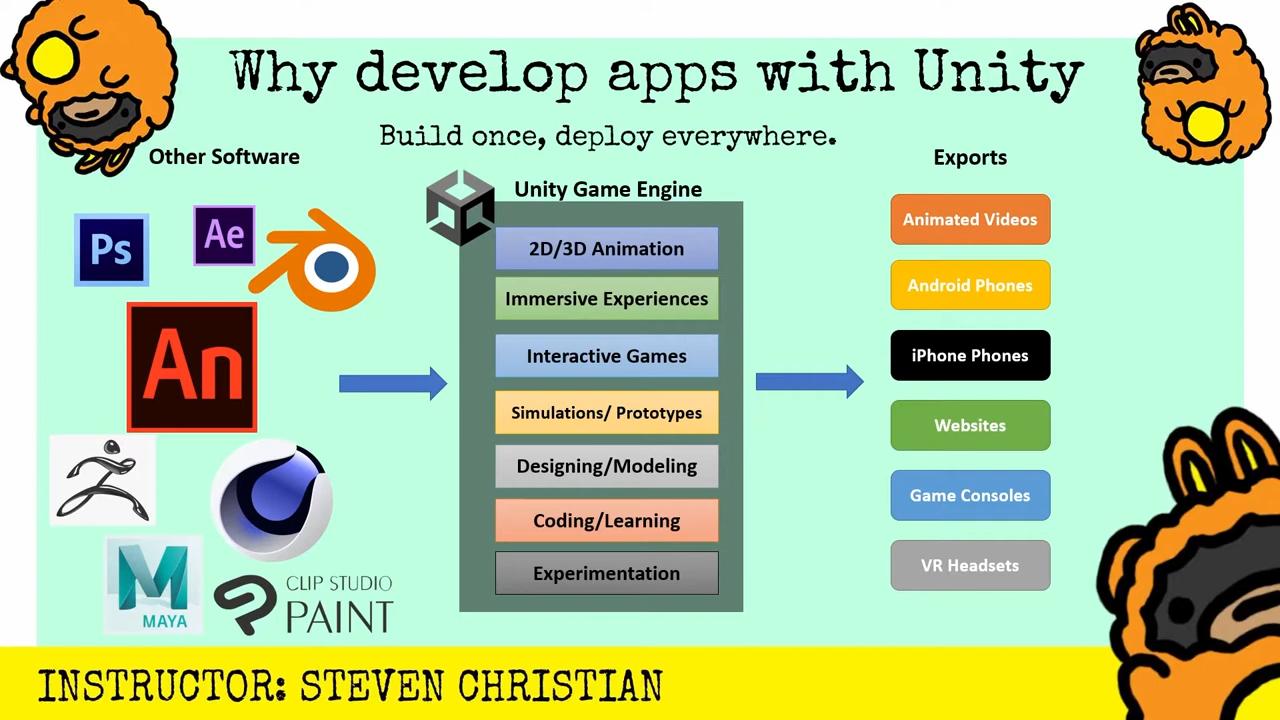 Why develop apps with Unity
Build once, deploy everywhere.
Other Software
Ps
Ae
An
MAYA
CLIP STUDIO
PAINT
Unity Game Engine
2D/3D Animation
Immersive Experiences
Interactive Games
Simulations/ Prototypes
Designing/Modeling
Coding/Learning
Experimentation
Exports
Animated Videos
Android Phones
iPhone Phones
Websites
Game Consoles
VR Headsets
INSTRUCTOR: STEVEN CHRISTIAN